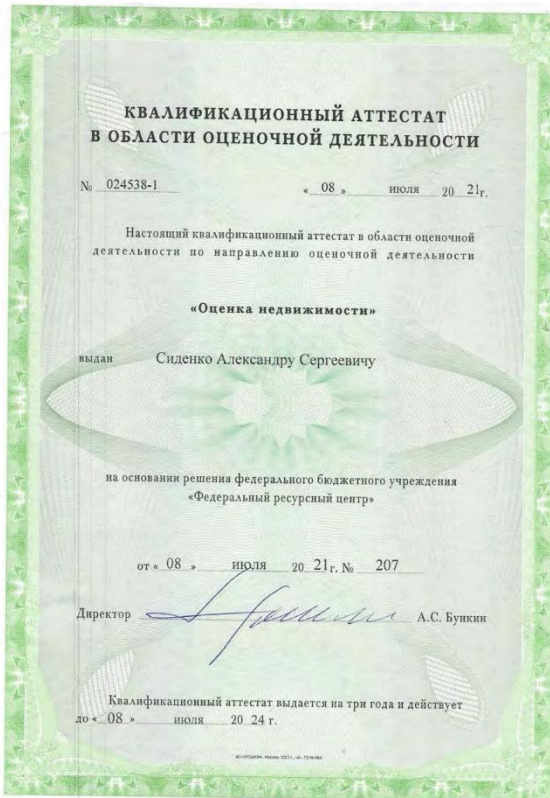 КВАЛИФИКАЦИОННЫЙ АТТЕСТАТ
В ОБЛАСТИ ОЦЕНОЧНОЙ ДЕЯТЕЛЬНОСТИ
№ 024538-1 « 08 » июля 20 21г.
Настоящий квалификационный аттестат в области оценочной
деятельности по направлению оценочной деятельности
«Оценка недвижимости»
выдан Сиденко Александру Сергеевичу
на основании решения федерального бюджетного учреждения
«Федеральный ресурсный центр»
от « 08 » июля 20 21г. № 207
Директор А.С. Бункин
Квалификационный аттестат выдается на три года и действует
до « 08 » июля 20 24 г.